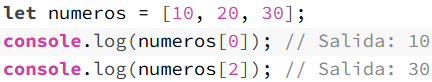 let numeros = [10, 20, 30];
console.log(numeros[0]); // Salida: 10
console.log(numeros[2]); // Salida: 30